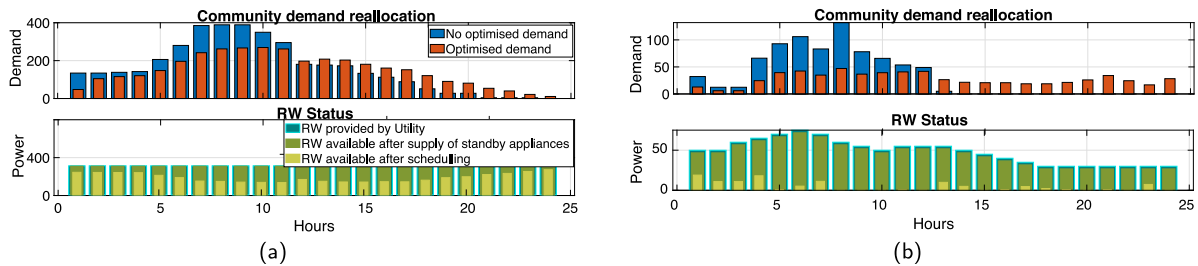 Community demand reallocation
400
200
0
Demand
No optimised demand
Optimised demand
RW Status
400
0
Power
RW provided by Utility
RW available after supply of standby appliances
RW available after scheduling
0 5 10 15 20 25
Hours
(a)
Community demand reallocation
100
50
0
Demand
RW Status
50
0
Power
0 5 10 15 20 25
Hours
(b)